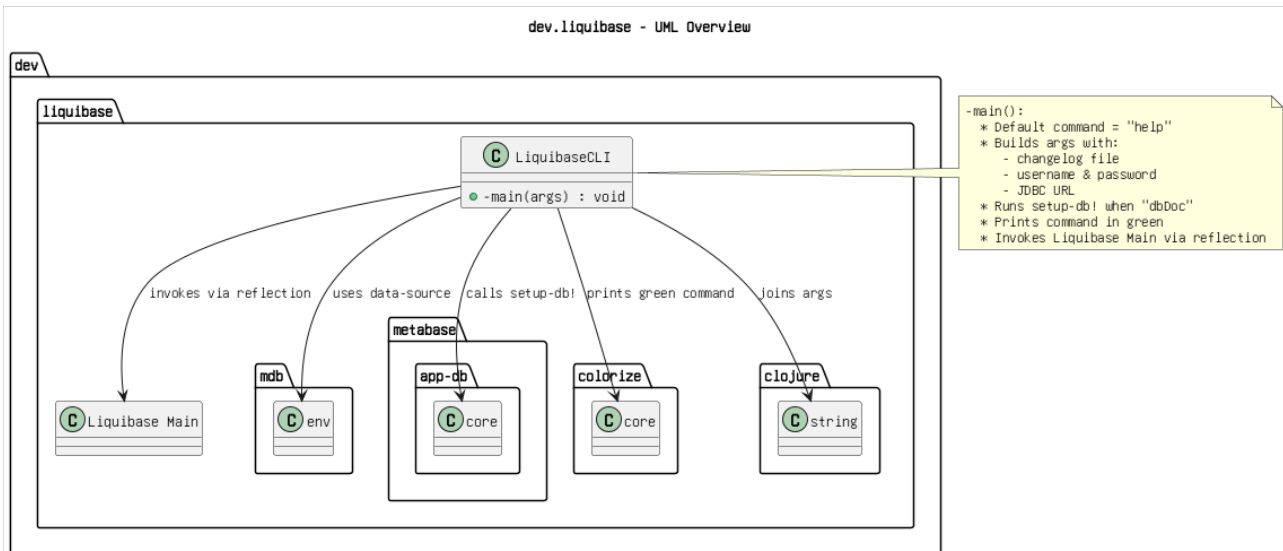 dev.liquibase - UML Overview
dev
liquibase
C LiquibaseCLI
-main(args) : void
-main():
* Default command = "help"
* Builds args with:
- changelog file
- username & password
- JDBC URL
* Runs setup-db! when "dbDoc"
* Prints command in green
* Invokes Liquibase Main via reflection
invokes via reflection
uses data-source
calls setup-db!
prints green command
joins args
metabase
mdb
app-db
colorize
clojure
C Liquibase Main
C env
C core
C core
C string